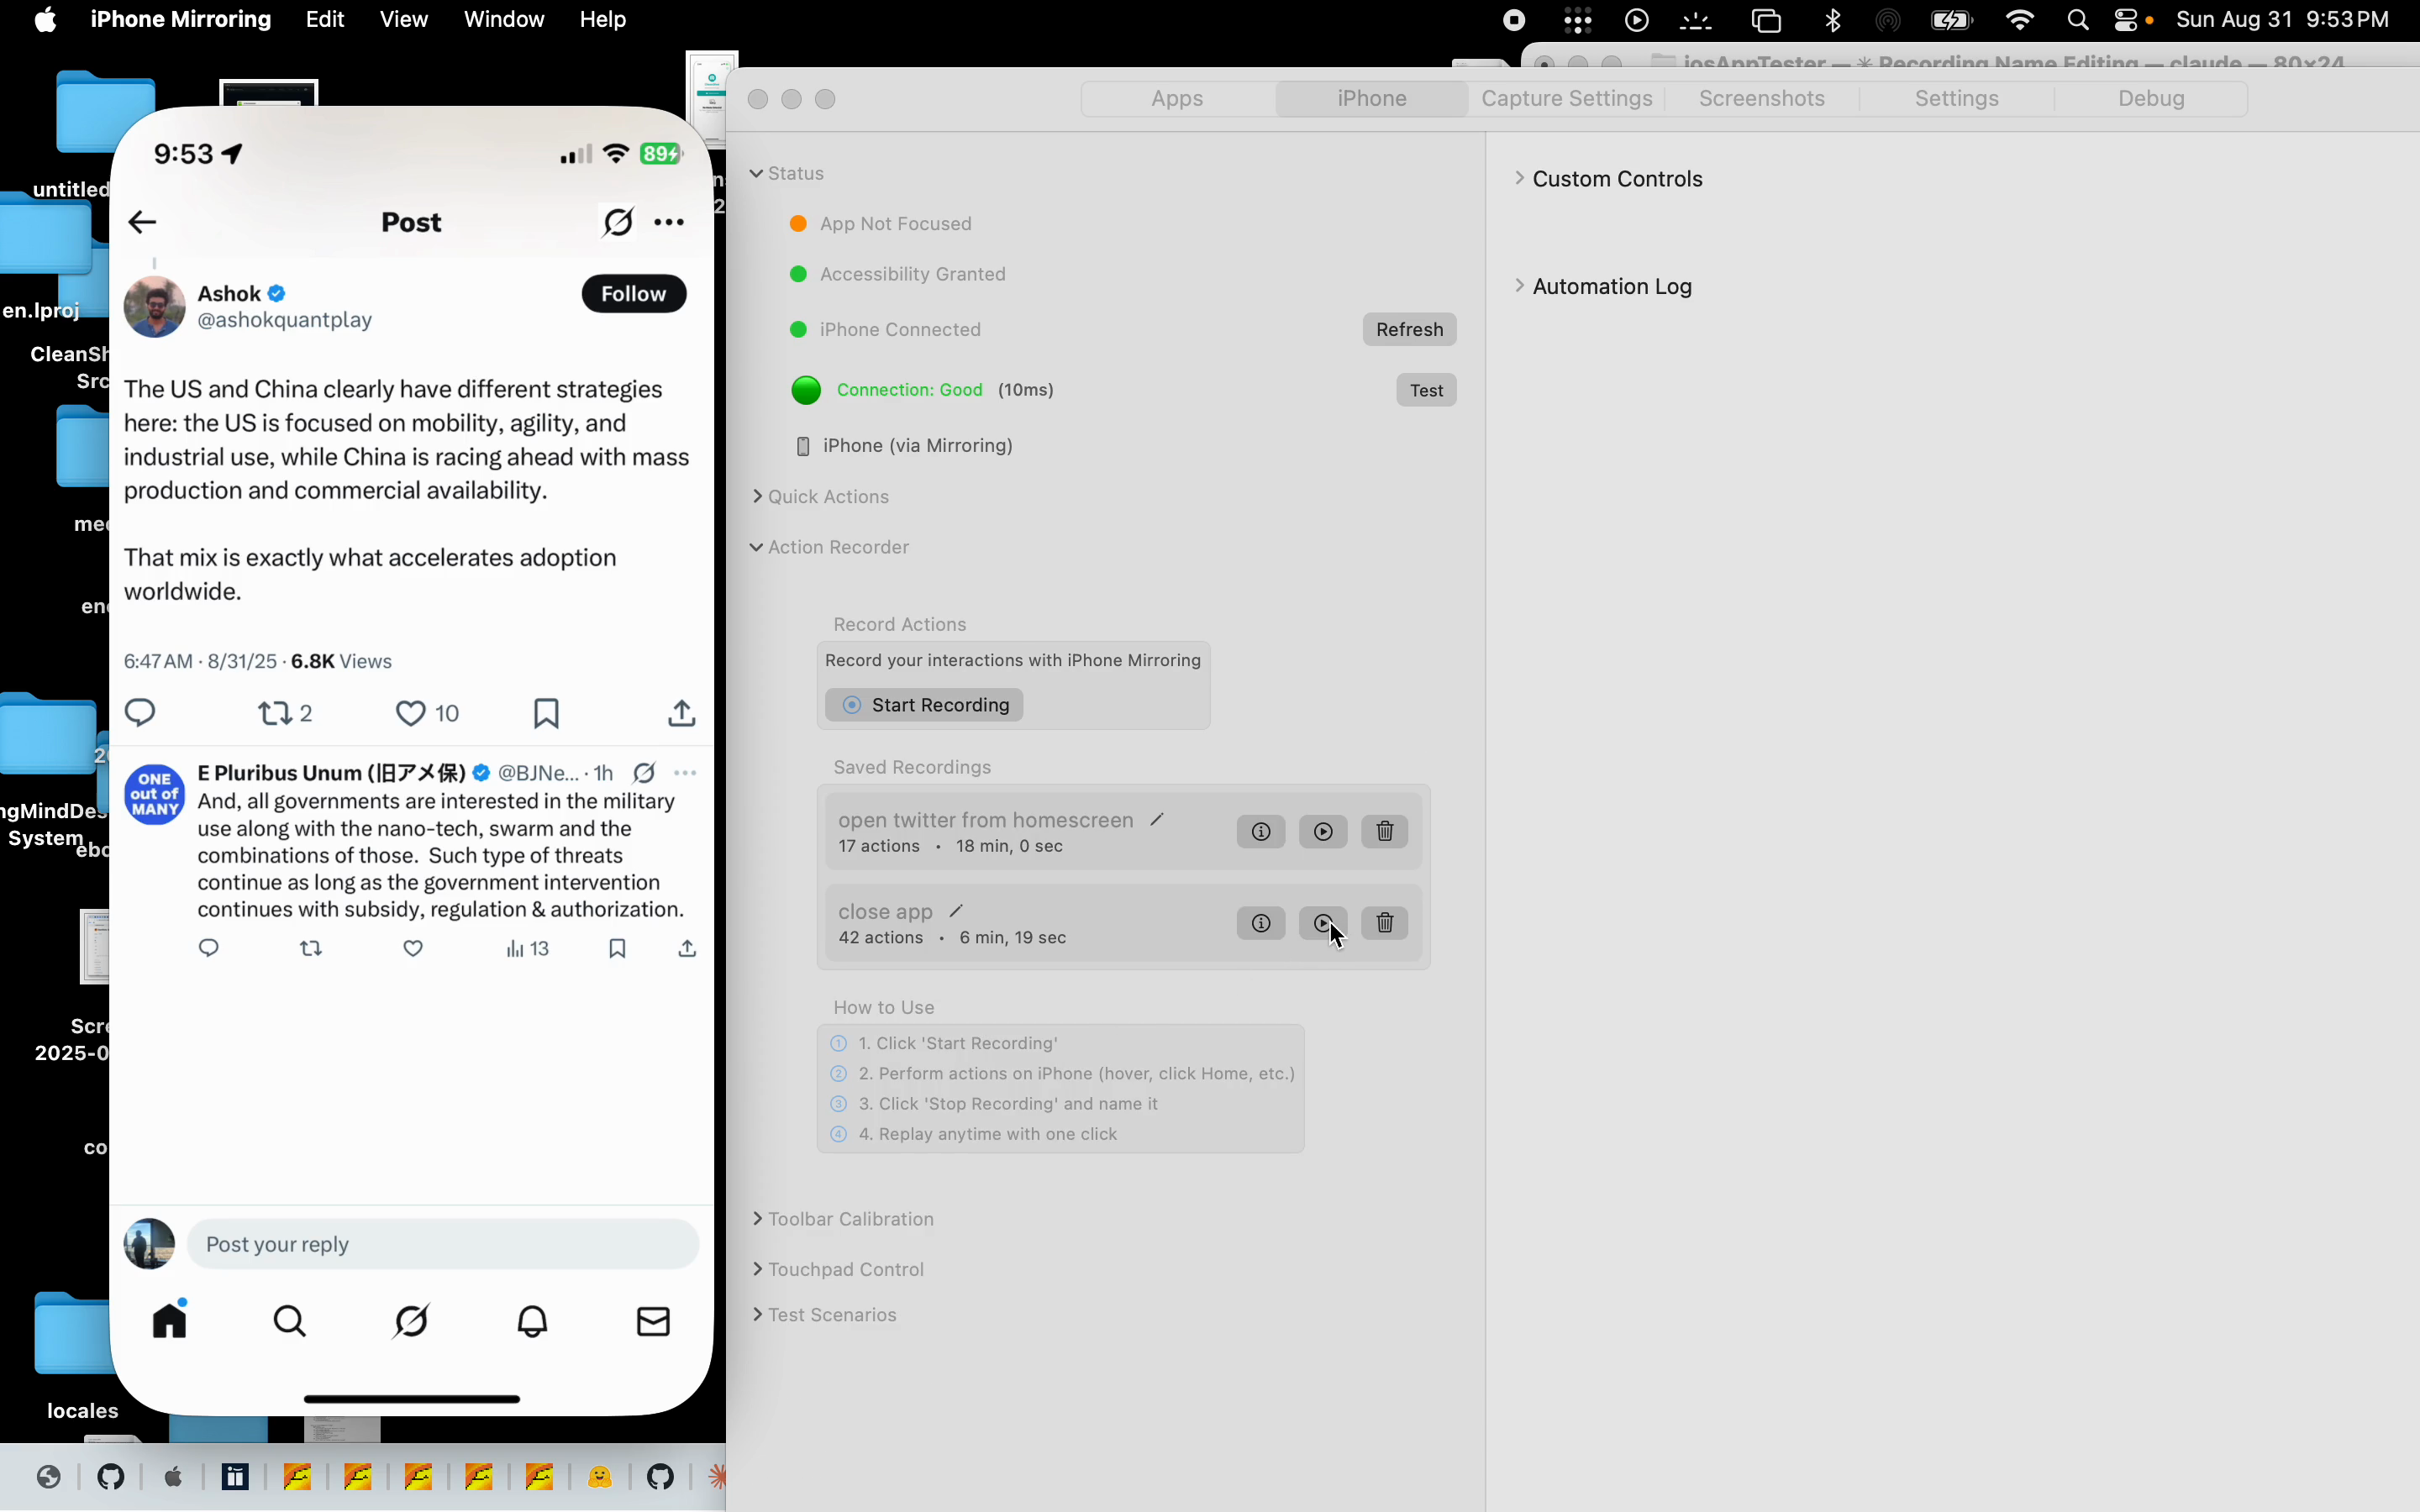 iPhone Mirroring Edit View Window Help Sun Aug 31 9:53 PM
iosAppTester — ✳ Recording Name Editing — claude — 80×24
Apps iPhone Capture Settings Screenshots Settings Debug
untitled
en.lproj
CleanSh
Src
med
ene
20
ngMindDes
System
ebo
Scre
2025-0
co
locales
9:53 89
Post
Ashok
@ashokquantplay
Follow
The US and China clearly have different strategies
here: the US is focused on mobility, agility, and
industrial use, while China is racing ahead with mass
production and commercial availability.
That mix is exactly what accelerates adoption
worldwide.
6:47 AM · 8/31/25 · 6.8K Views
2 10
ONE
out of
MANY
E Pluribus Unum (旧アメ保) @BJNe... · 1h
And, all governments are interested in the military
use along with the nano-tech, swarm and the
combinations of those. Such type of threats
continue as long as the government intervention
continues with subsidy, regulation & authorization.
13
Post your reply
Status
App Not Focused
Accessibility Granted
iPhone Connected Refresh
Connection: Good (10ms) Test
iPhone (via Mirroring)
Quick Actions
Action Recorder
Record Actions
Record your interactions with iPhone Mirroring
Start Recording
Saved Recordings
open twitter from homescreen
17 actions • 18 min, 0 sec
close app
42 actions • 6 min, 19 sec
How to Use
1 1. Click 'Start Recording'
2 2. Perform actions on iPhone (hover, click Home, etc.)
3 3. Click 'Stop Recording' and name it
4 4. Replay anytime with one click
Toolbar Calibration
Touchpad Control
Test Scenarios
Custom Controls
Automation Log